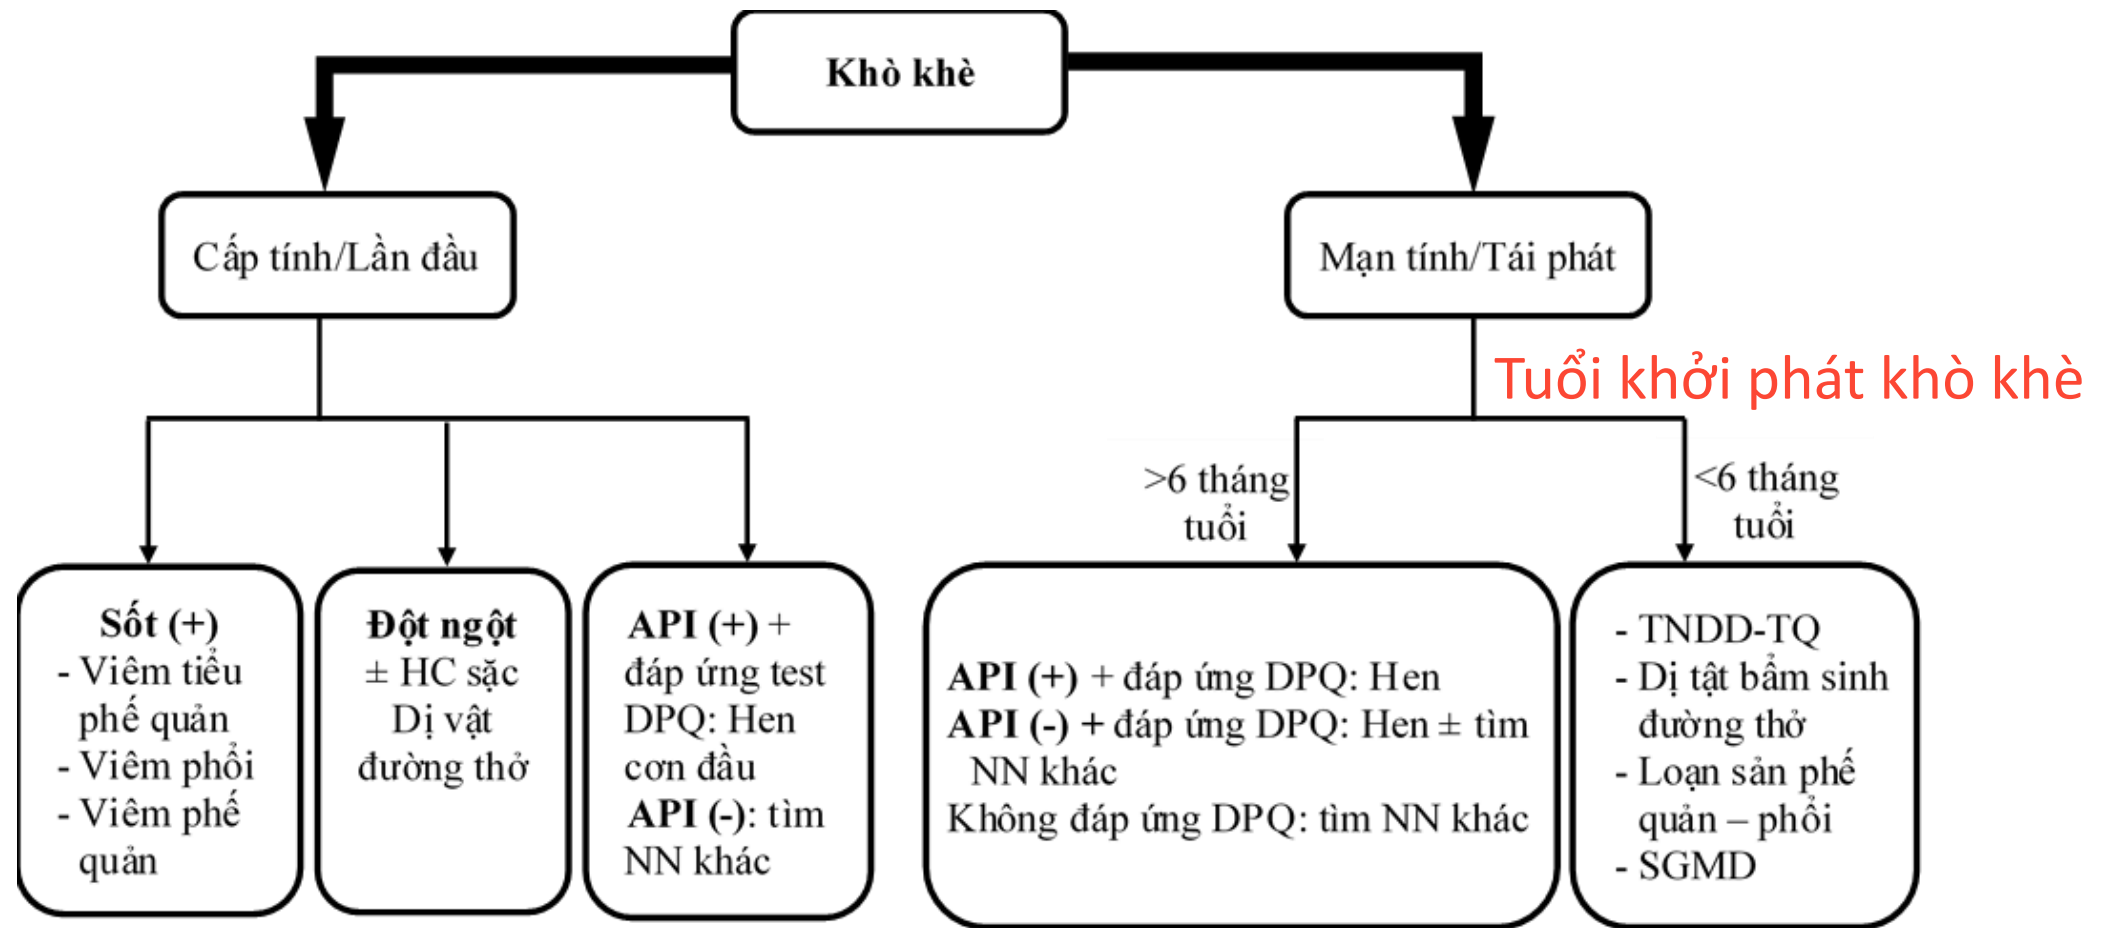 Khò khè
Cấp tính/Lần đầu
Mạn tính/Tái phát
Tuổi khởi phát khò khè
>6 tháng
tuổi
<6 tháng
tuổi
Sốt (+)
- Viêm tiểu
phế quản
- Viêm phổi
- Viêm phế
quản
Đột ngột
± HC sặc
Dị vật
đường thở
API (+) +
đáp ứng test
DPQ: Hen
cơn đầu
API (-): tìm
NN khác
API (+) + đáp ứng DPQ: Hen
API (-) + đáp ứng DPQ: Hen ± tìm
NN khác
Không đáp ứng DPQ: tìm NN khác
- TNDD-TQ
- Dị tật bẩm sinh
đường thở
- Loạn sản phế
quản – phổi
- SGMD